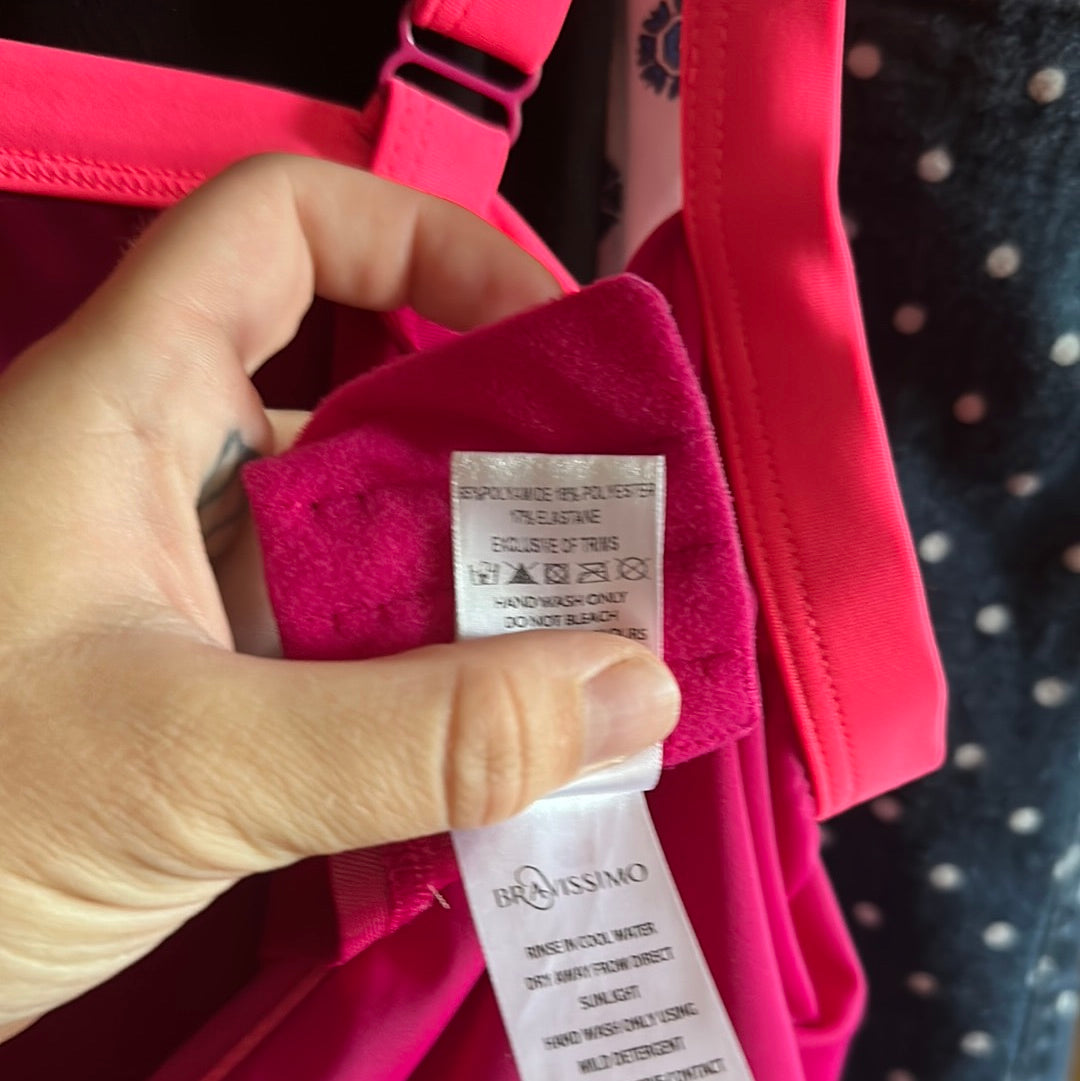 POLYAMIDE 18% POLYESTER
17% ELASTANE
EXCLUSIVE OF TRIMS
HAND WASH ONLY
DO NOT BLEACH
BRAVISSIMO
RINSE IN COOL WATER
DRY AWAY FROM DIRECT
SUNLIGHT
HAND WASH ONLY USING
MILD DETERGENT
CONTACT